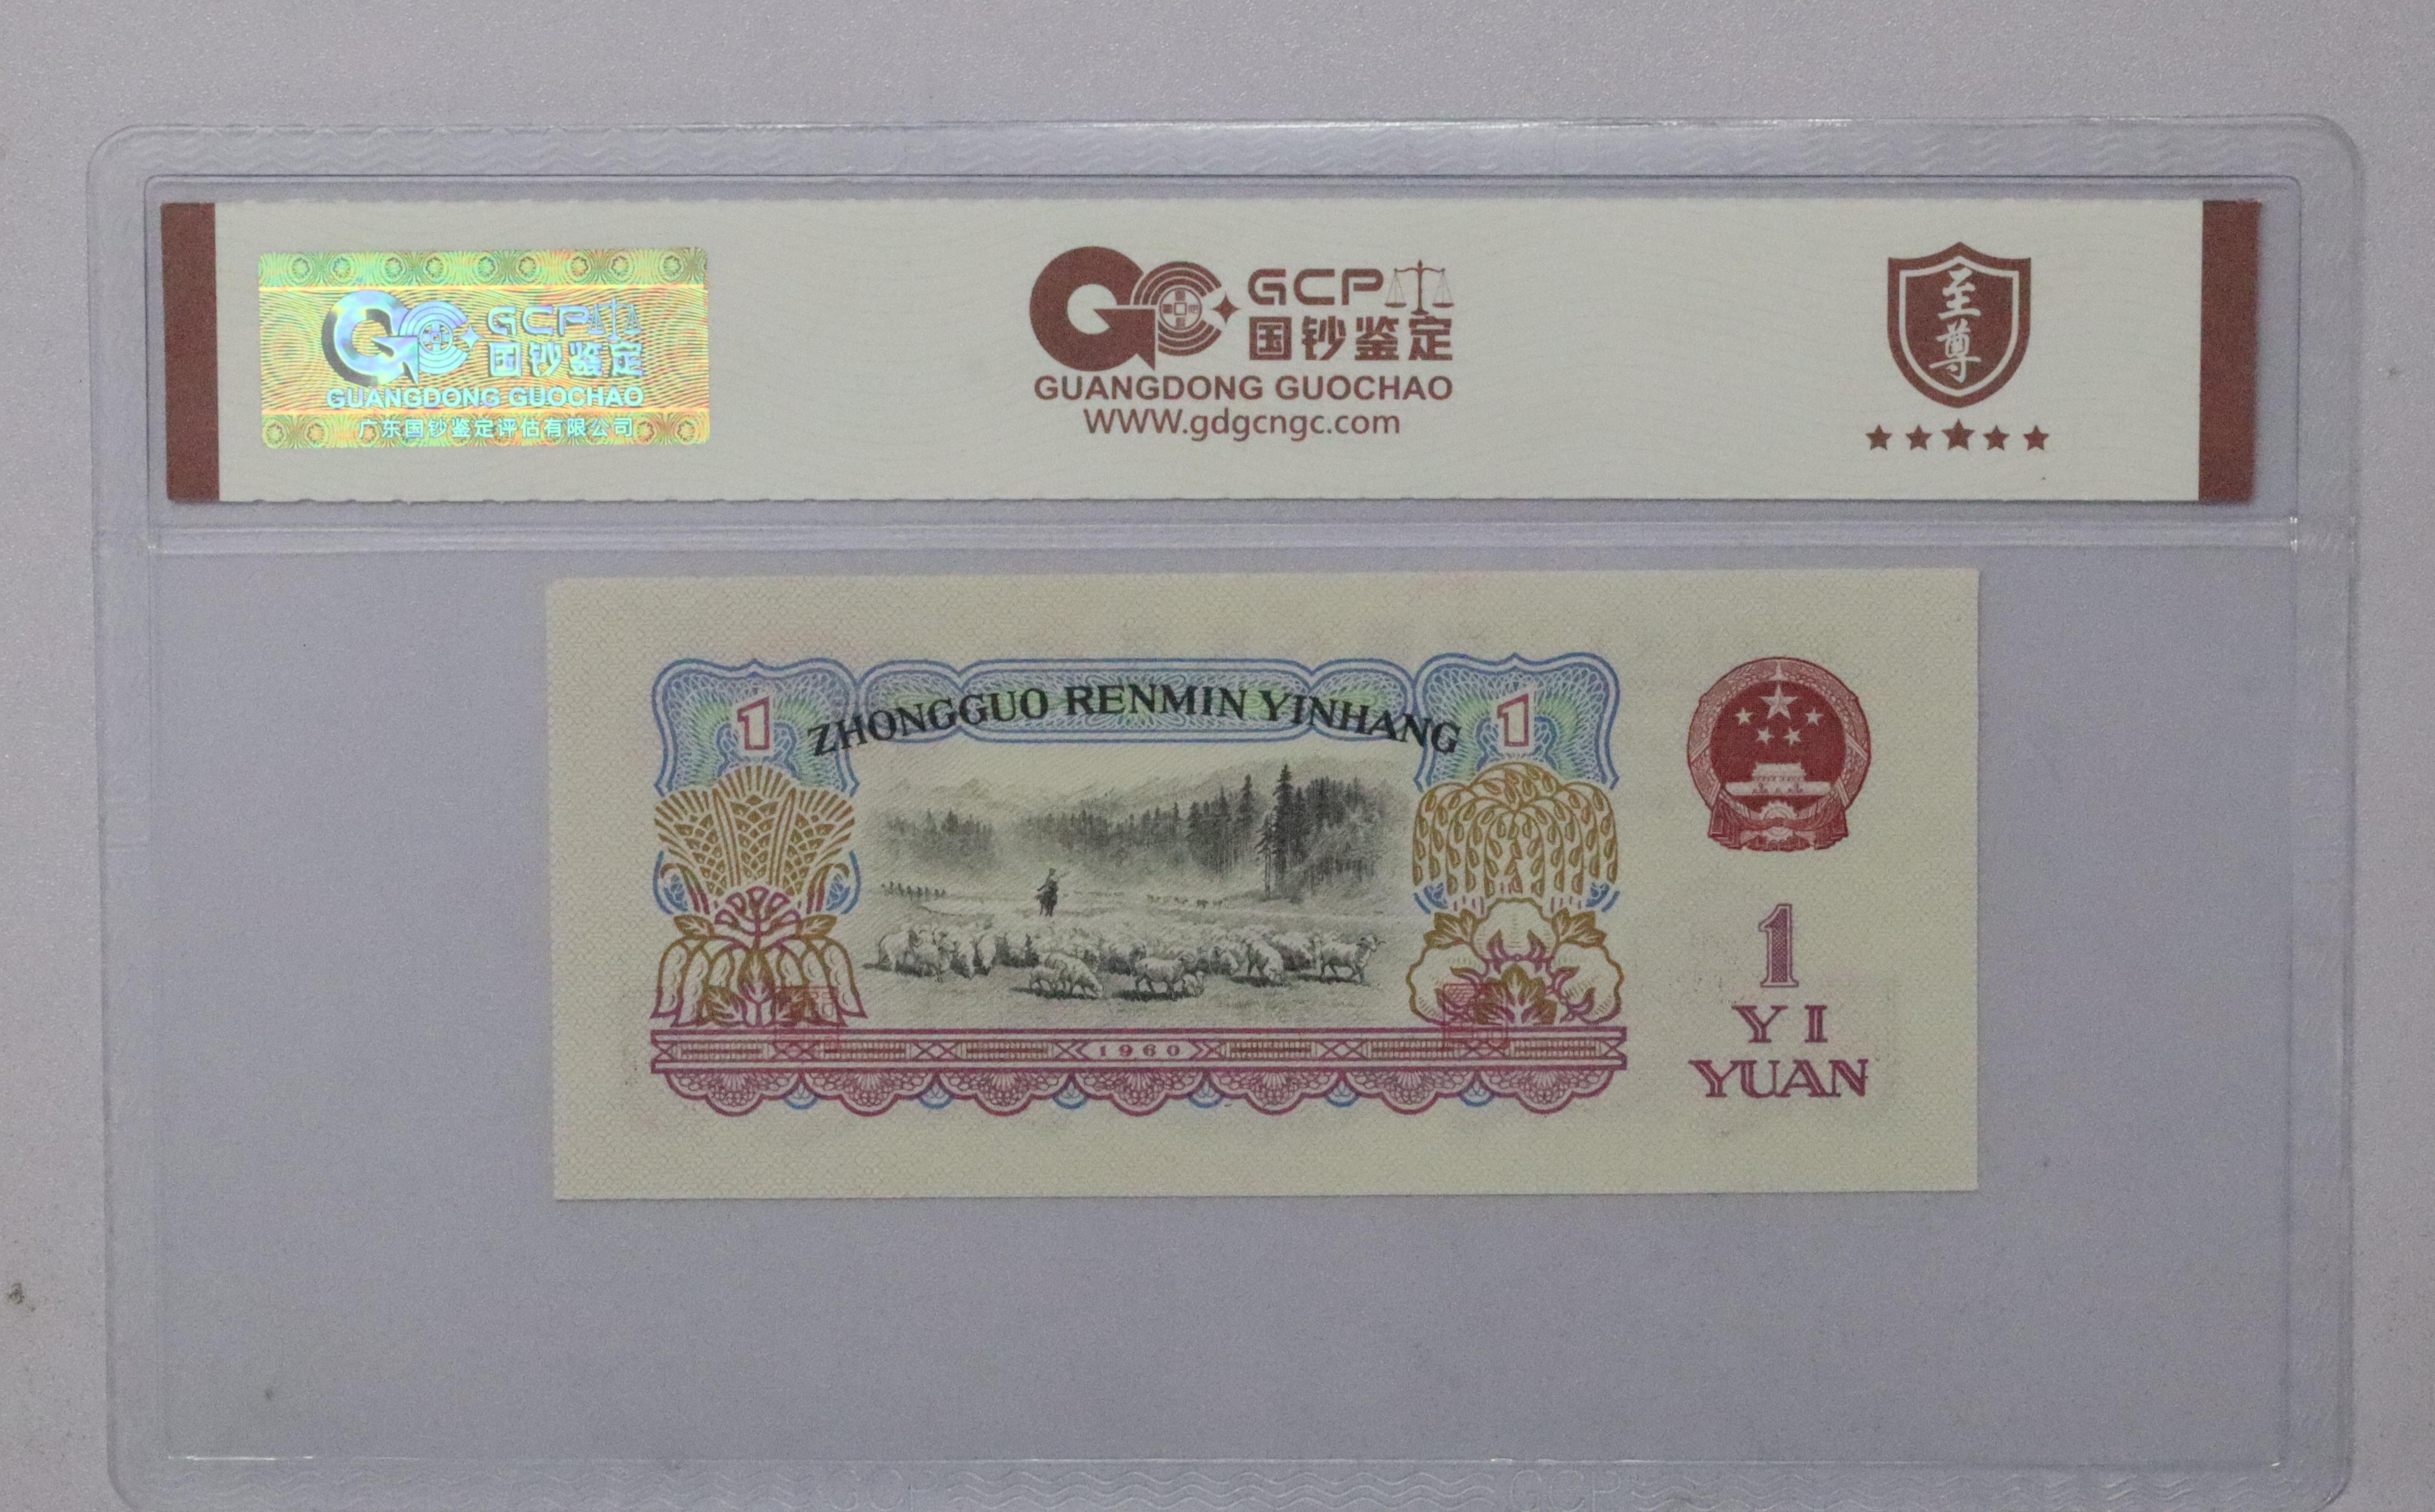 GCP
国钞鉴定
GUANGDONG GUOCHAO
广东国钞鉴定评估有限公司
GCP
国钞鉴定
GUANGDONG GUOCHAO
WWW.gdgcngc.com
至尊
1
ZHONGGUO RENMIN YINHANG
1
1
YI
YUAN
1960